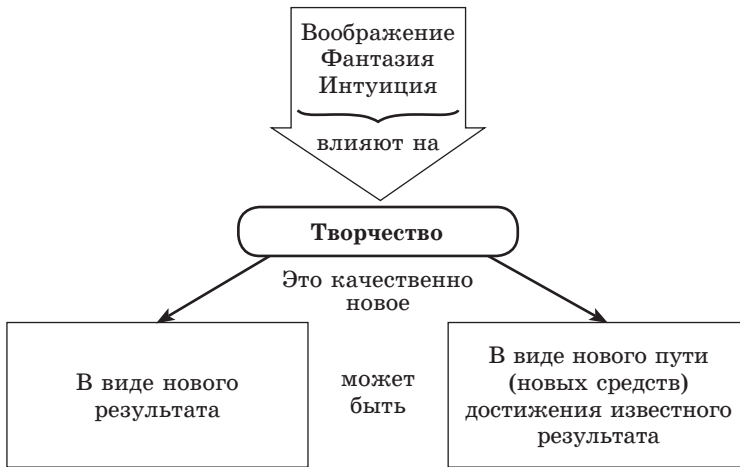 Воображение
Фантазия
Интуиция
влияют на
Творчество
Это качественно
новое
В виде нового
результата
может
быть
В виде нового пути
(новых средств)
достижения известного
результата